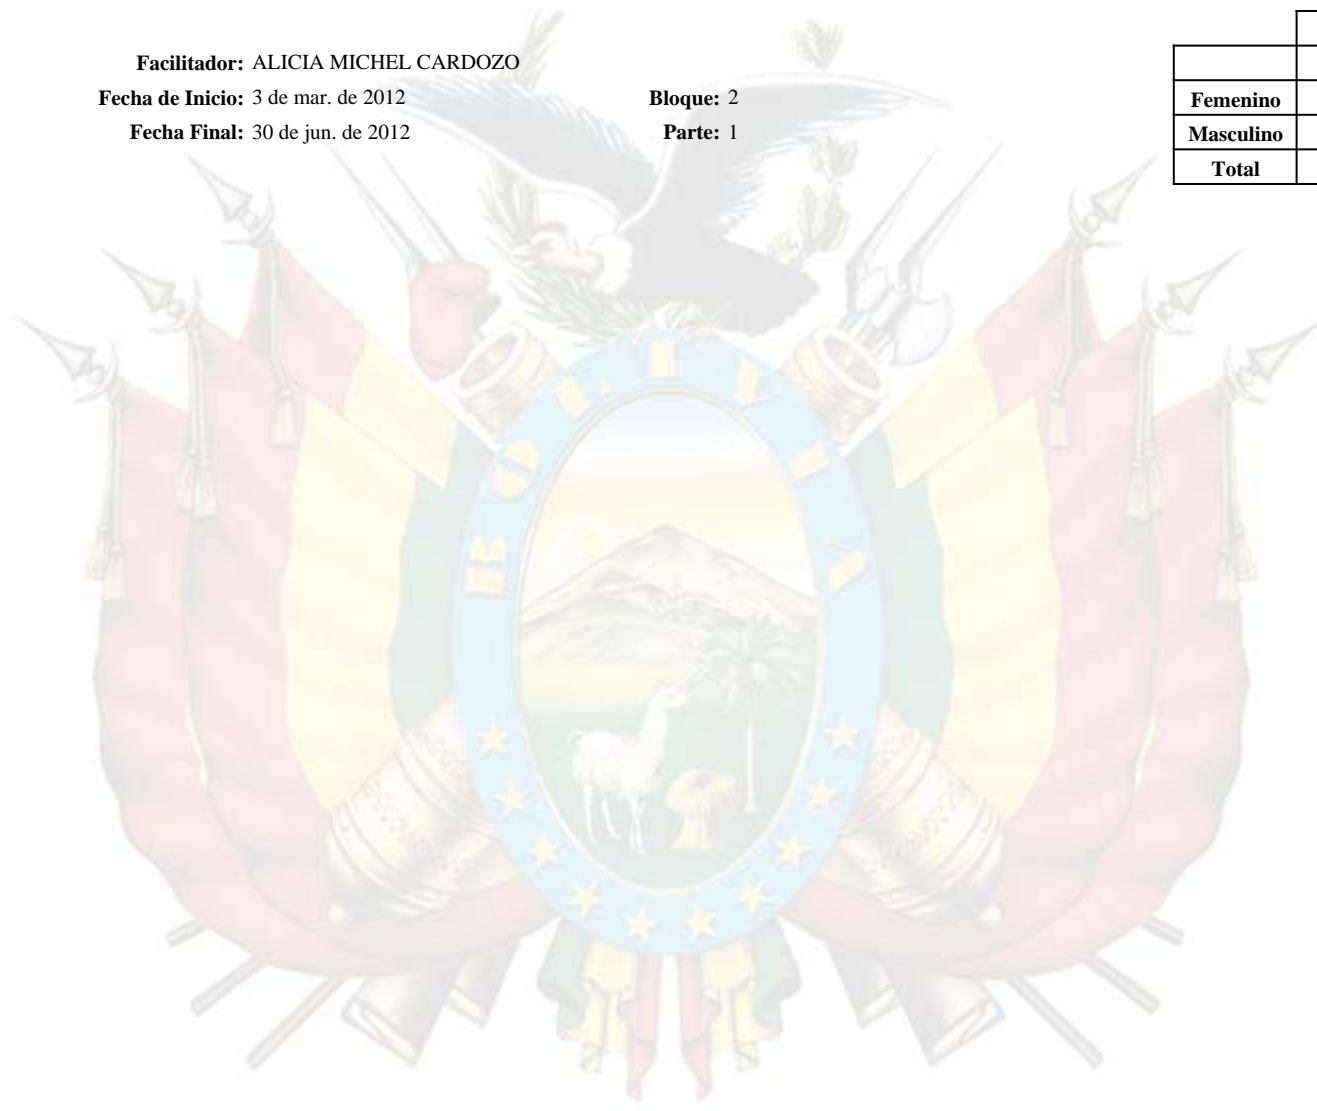 Facilitador: ALICIA MICHEL CARDOZO
Fecha de Inicio: 3 de mar. de 2012
Bloque: 2
Fecha Final: 30 de jun. de 2012
Parte: 1
Femenino
Masculino
Total
BOLIVIA